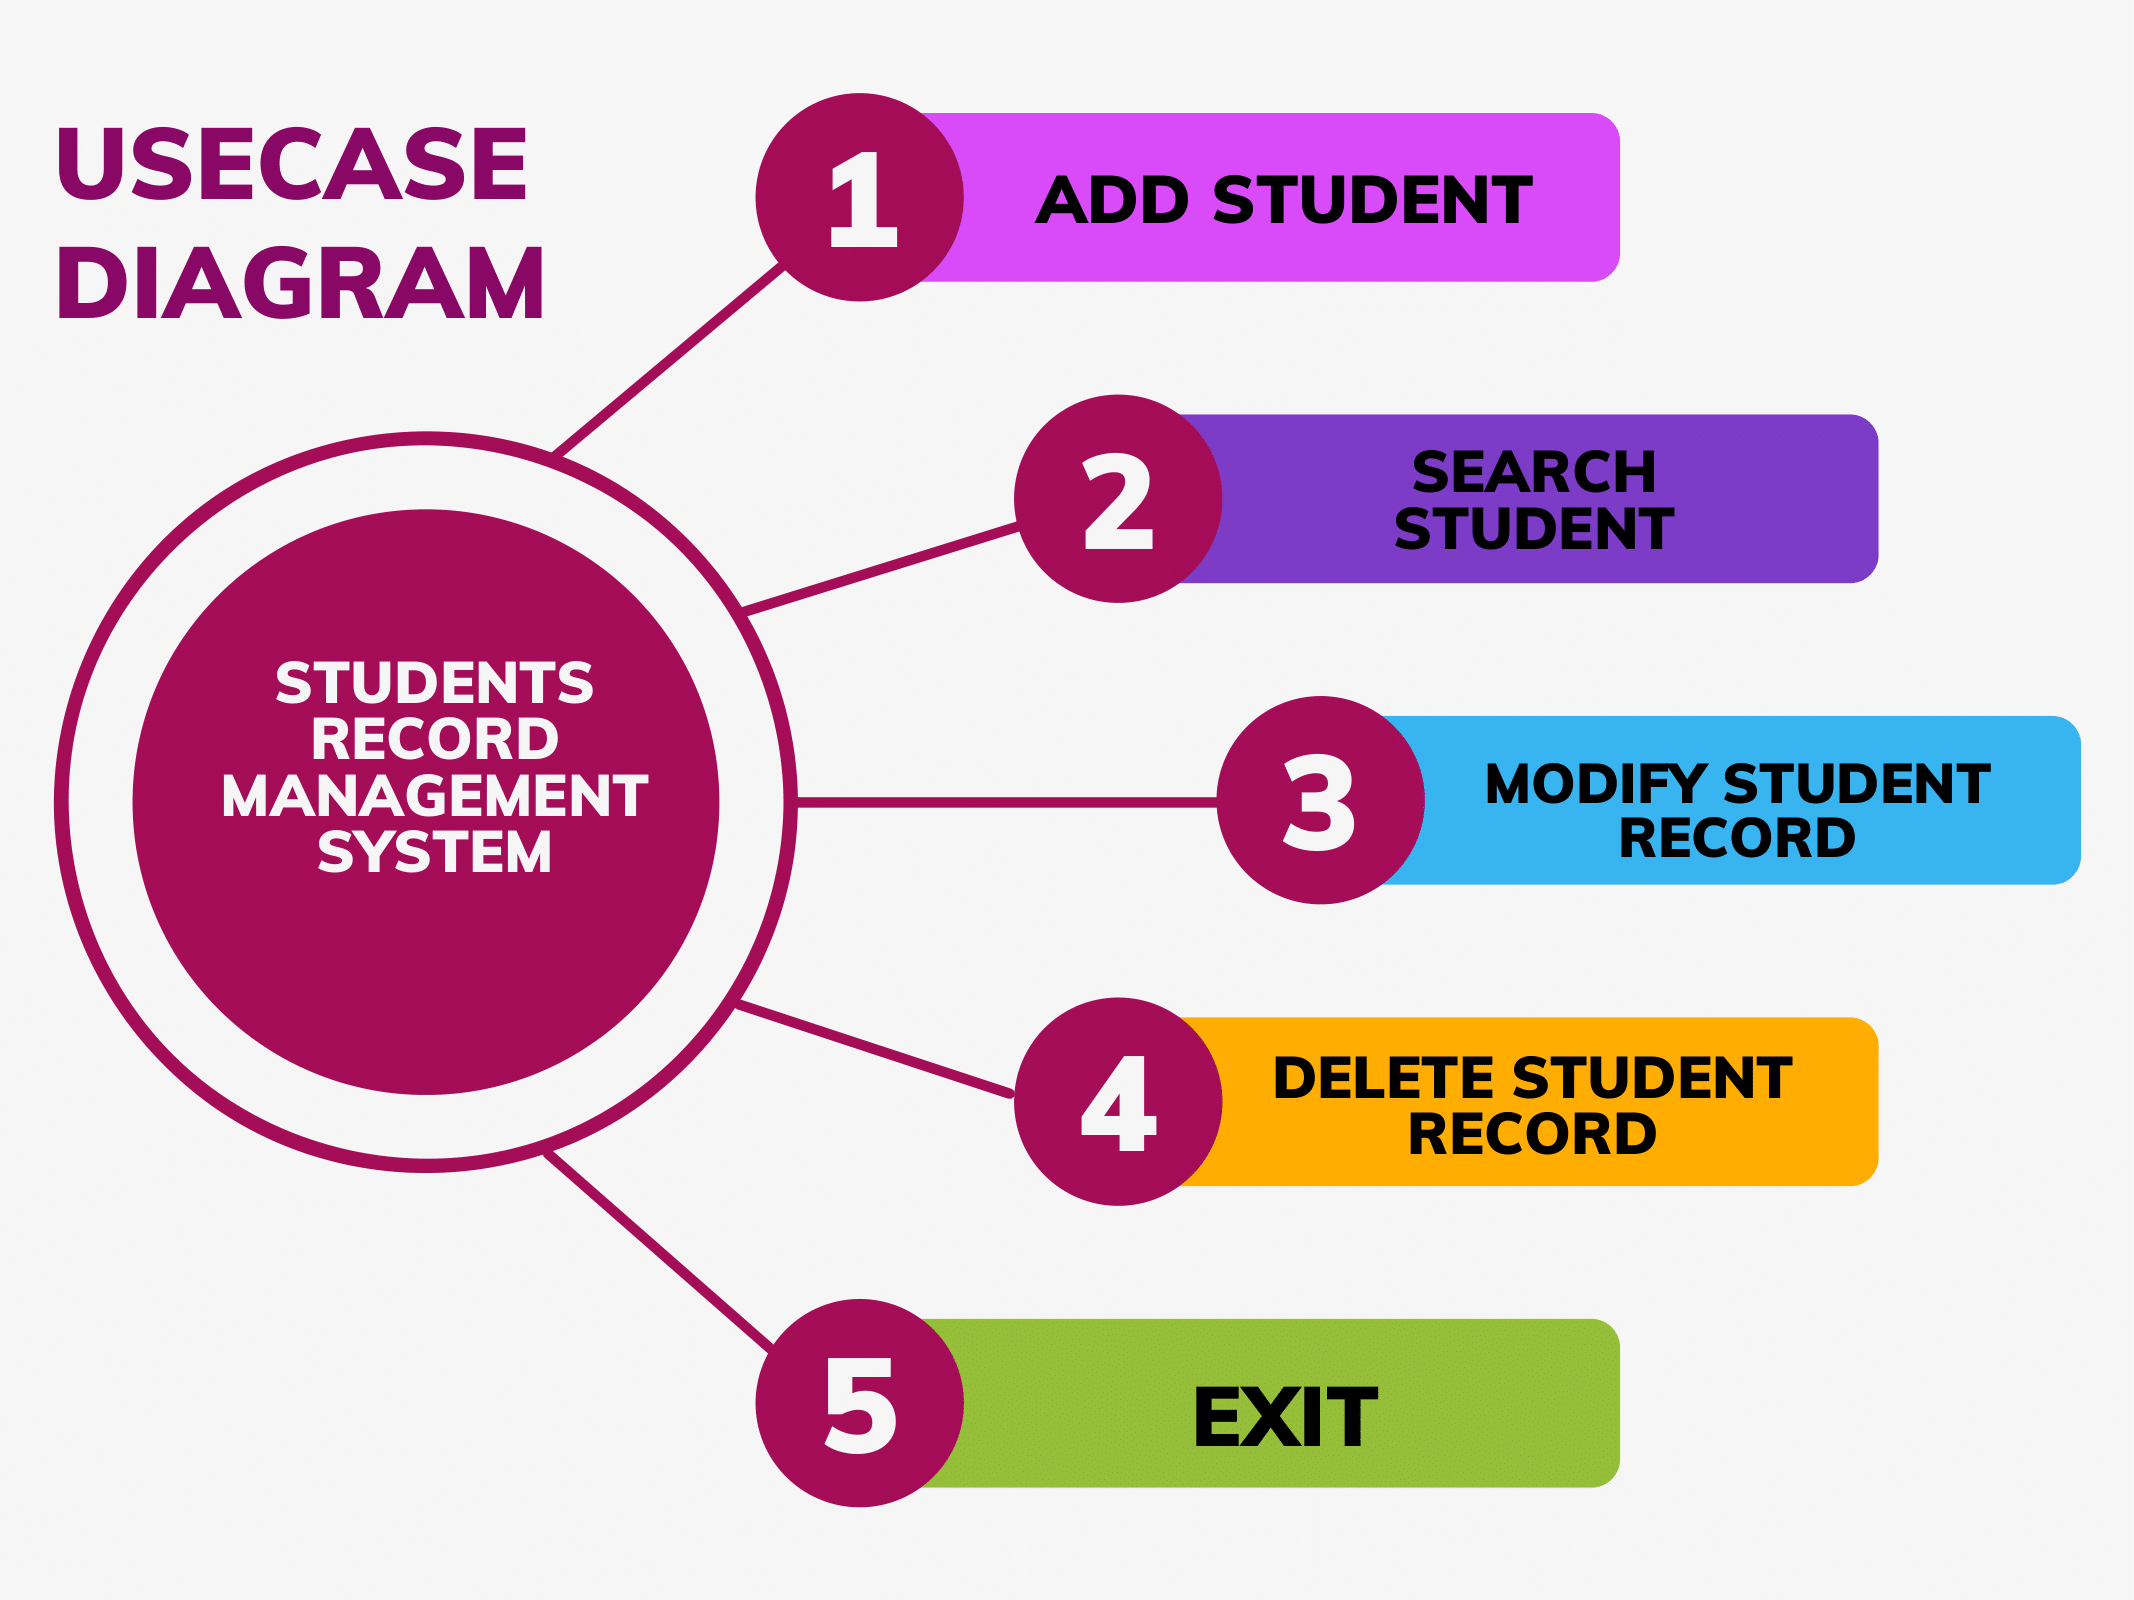 USECASE
DIAGRAM
STUDENTS
RECORD
MANAGEMENT
SYSTEM
1
ADD STUDENT
2
SEARCH
STUDENT
3
MODIFY STUDENT
RECORD
4
DELETE STUDENT
RECORD
5
EXIT